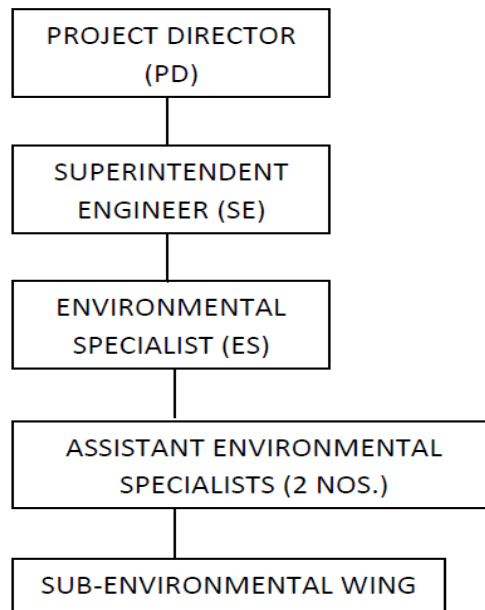 PROJECT DIRECTOR
(PD)
SUPERINTENDENT
ENGINEER (SE)
ENVIRONMENTAL
SPECIALIST (ES)
ASSISTANT ENVIRONMENTAL
SPECIALISTS (2 NOS.)
SUB-ENVIRONMENTAL WING